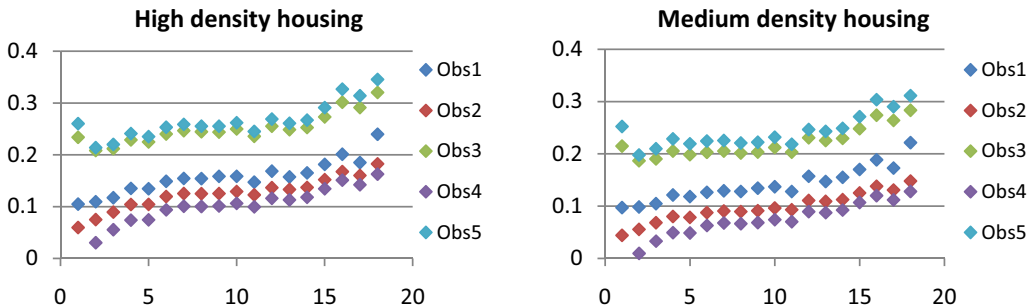 High density housing
0.4
0.3
0.2
0.1
0
0 5 10 15 20
Obs1
Obs2
Obs3
Obs4
Obs5
Medium density housing
0.4
0.3
0.2
0.1
0
0 5 10 15 20
Obs1
Obs2
Obs3
Obs4
Obs5